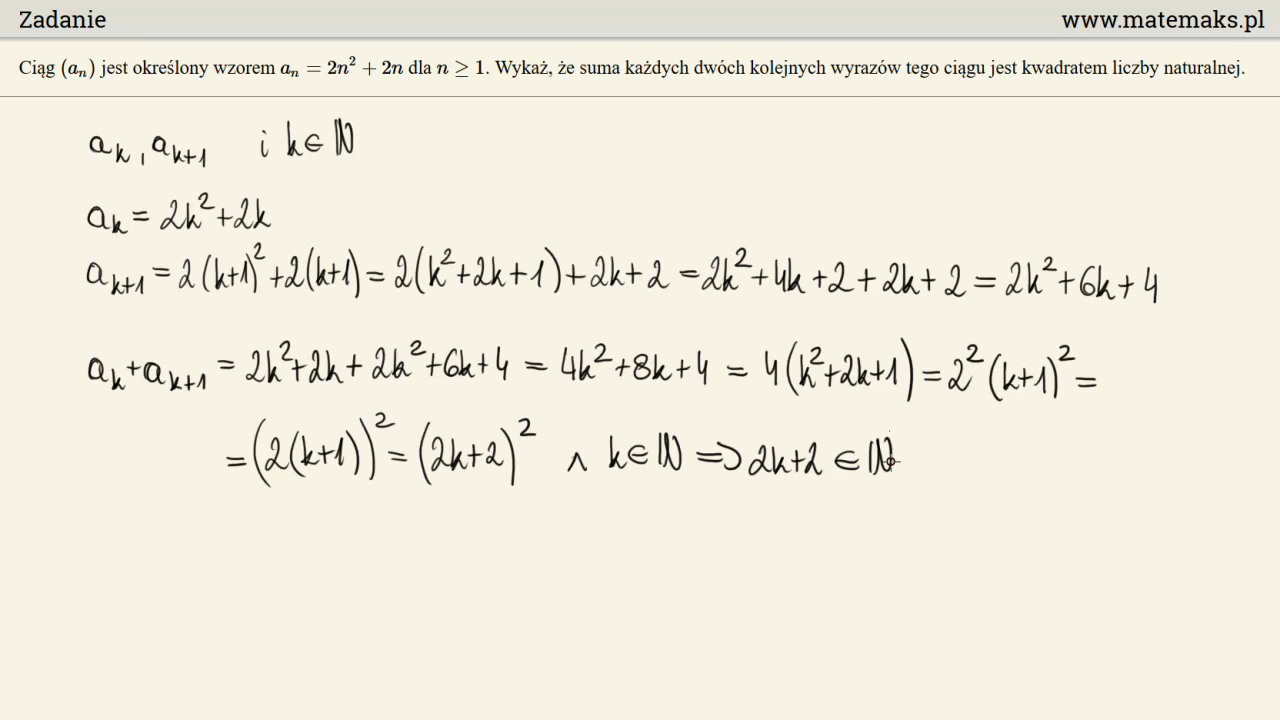 Zadanie www.matemaks.pl
Ciąg (aₙ) jest określony wzorem aₙ = 2n² + 2n dla n ≥ 1. Wykaż, że suma każdych dwóch kolejnych wyrazów tego ciągu jest kwadratem liczby naturalnej.
aₖ, aₖ₊₁ i k∈ℕ
aₖ = 2k²+2k
aₖ₊₁ = 2(k+1)²+2(k+1) = 2(k²+2k+1)+2k+2 = 2k²+4k+2+2k+2 = 2k²+6k+4
aₖ+aₖ₊₁ = 2k²+2k+2k²+6k+4 = 4k²+8k+4 = 4(k²+2k+1) = 2²(k+1)² =
= (2(k+1))² = (2k+2)² ∧ k∈ℕ ⇒ 2k+2 ∈ ℕ